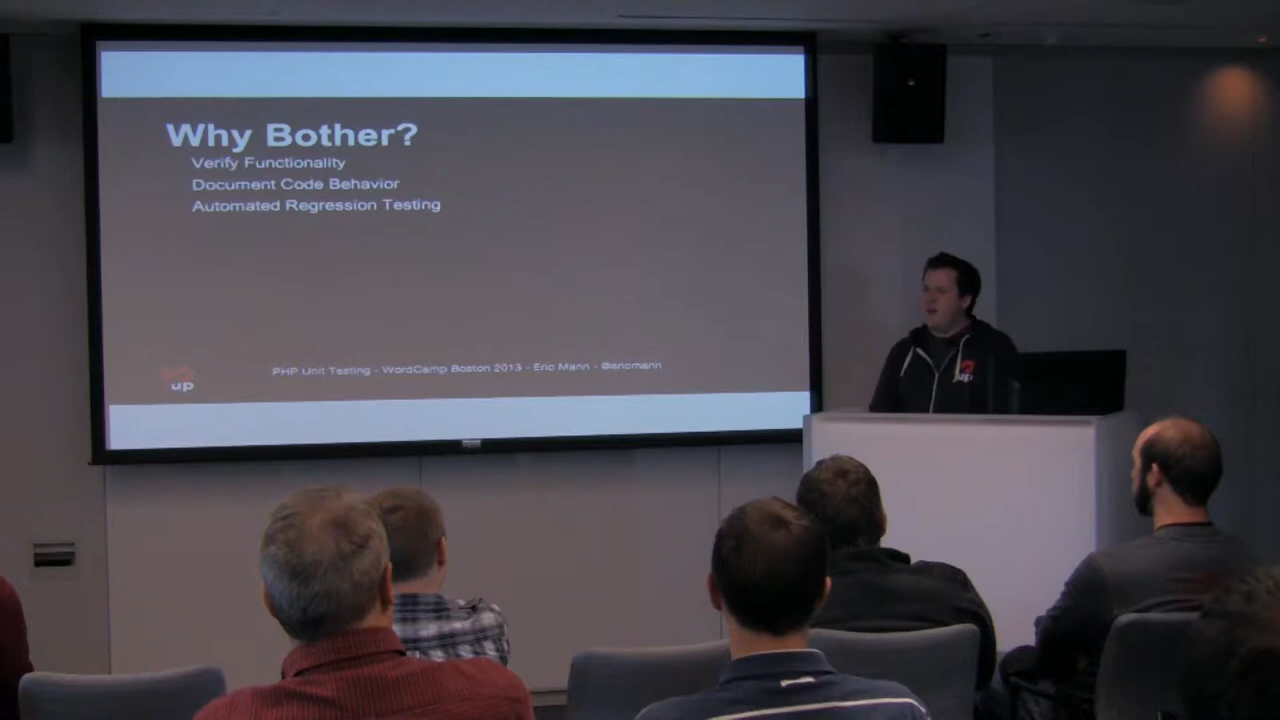 Why Bother?
Verify Functionality
Document Code Behavior
Automated Regression Testing
up
PHP Unit Testing - WordCamp Boston 2013 - Eric Mann - @ericmann
up